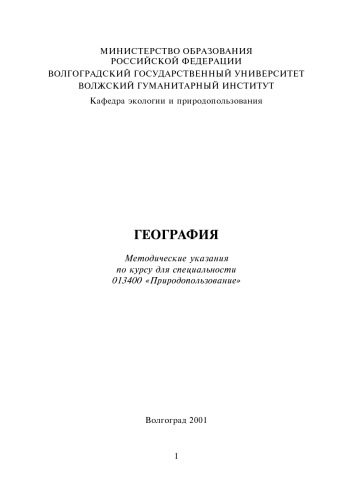 МИНИСТЕРСТВО ОБРАЗОВАНИЯ
РОССИЙСКОЙ ФЕДЕРАЦИИ
ВОЛГОГРАДСКИЙ ГОСУДАРСТВЕННЫЙ УНИВЕРСИТЕТ
ВОЛЖСКИЙ ГУМАНИТАРНЫЙ ИНСТИТУТ
Кафедра экологии и природопользования
ГЕОГРАФИЯ
Методические указания
по курсу для специальности
013400 «Природопользование»
Волгоград 2001
1